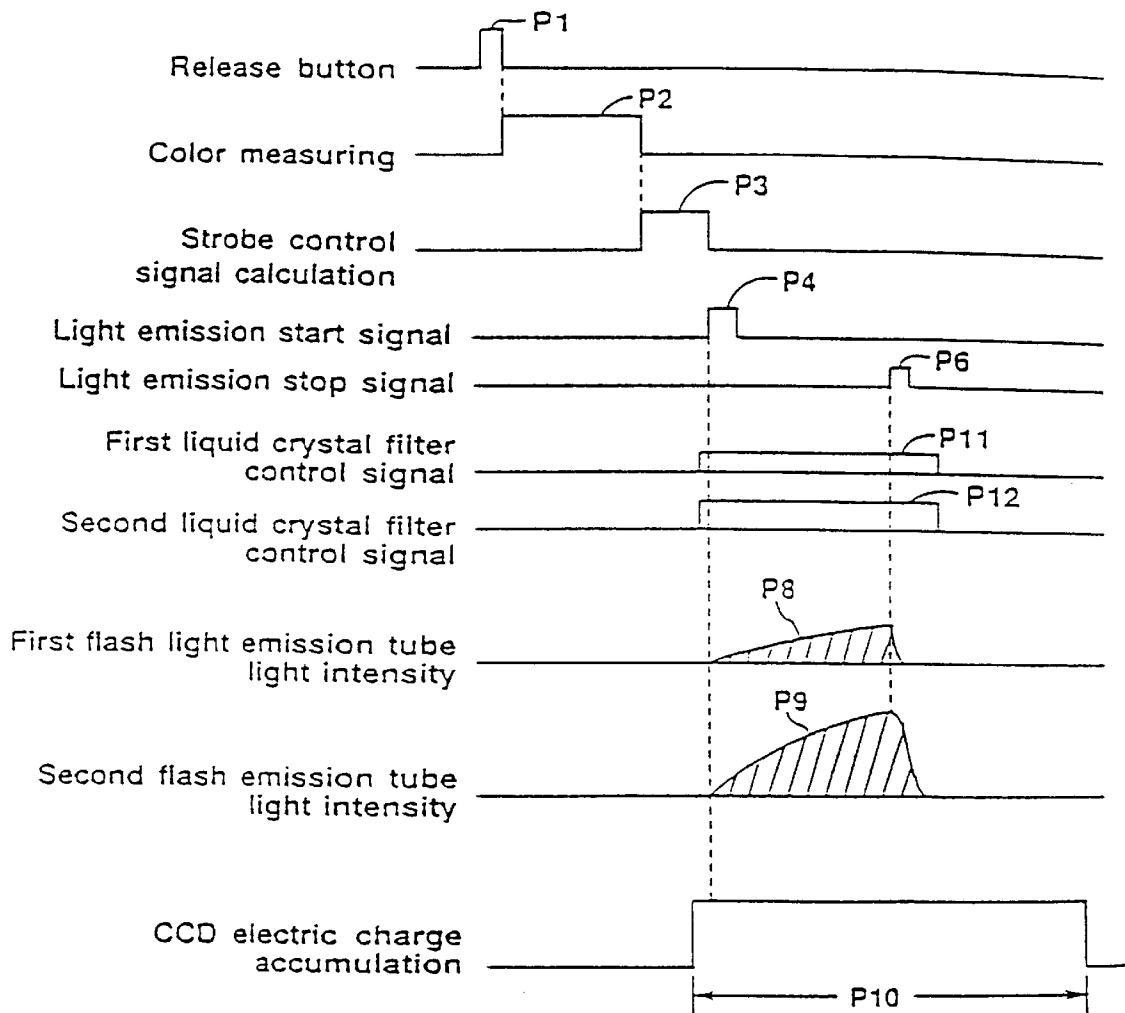 P1
Release button
P2
Color measuring
P3
Strobe control
signal calculation
P4
Light emission start signal
P6
Light emission stop signal
First liquid crystal filter
control signal
P11
P12
Second liquid crystal filter
control signal
P8
First flash light emission tube
light intensity
P9
Second flash emission tube
light intensity
CCD electric charge
accumulation
P10